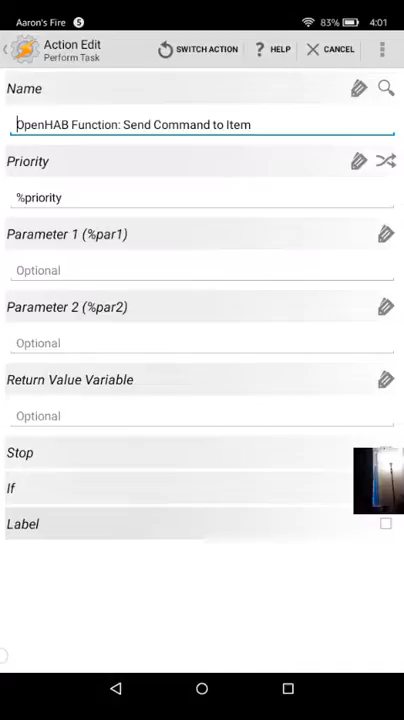 Aaron's Fire 5 83% 4:01
Action Edit
Perform Task
SWITCH ACTION ? HELP CANCEL
Name
OpenHAB Function: Send Command to Item
Priority
%priority
Parameter 1 (%par1)
Optional
Parameter 2 (%par2)
Optional
Return Value Variable
Optional
Stop
If
Label